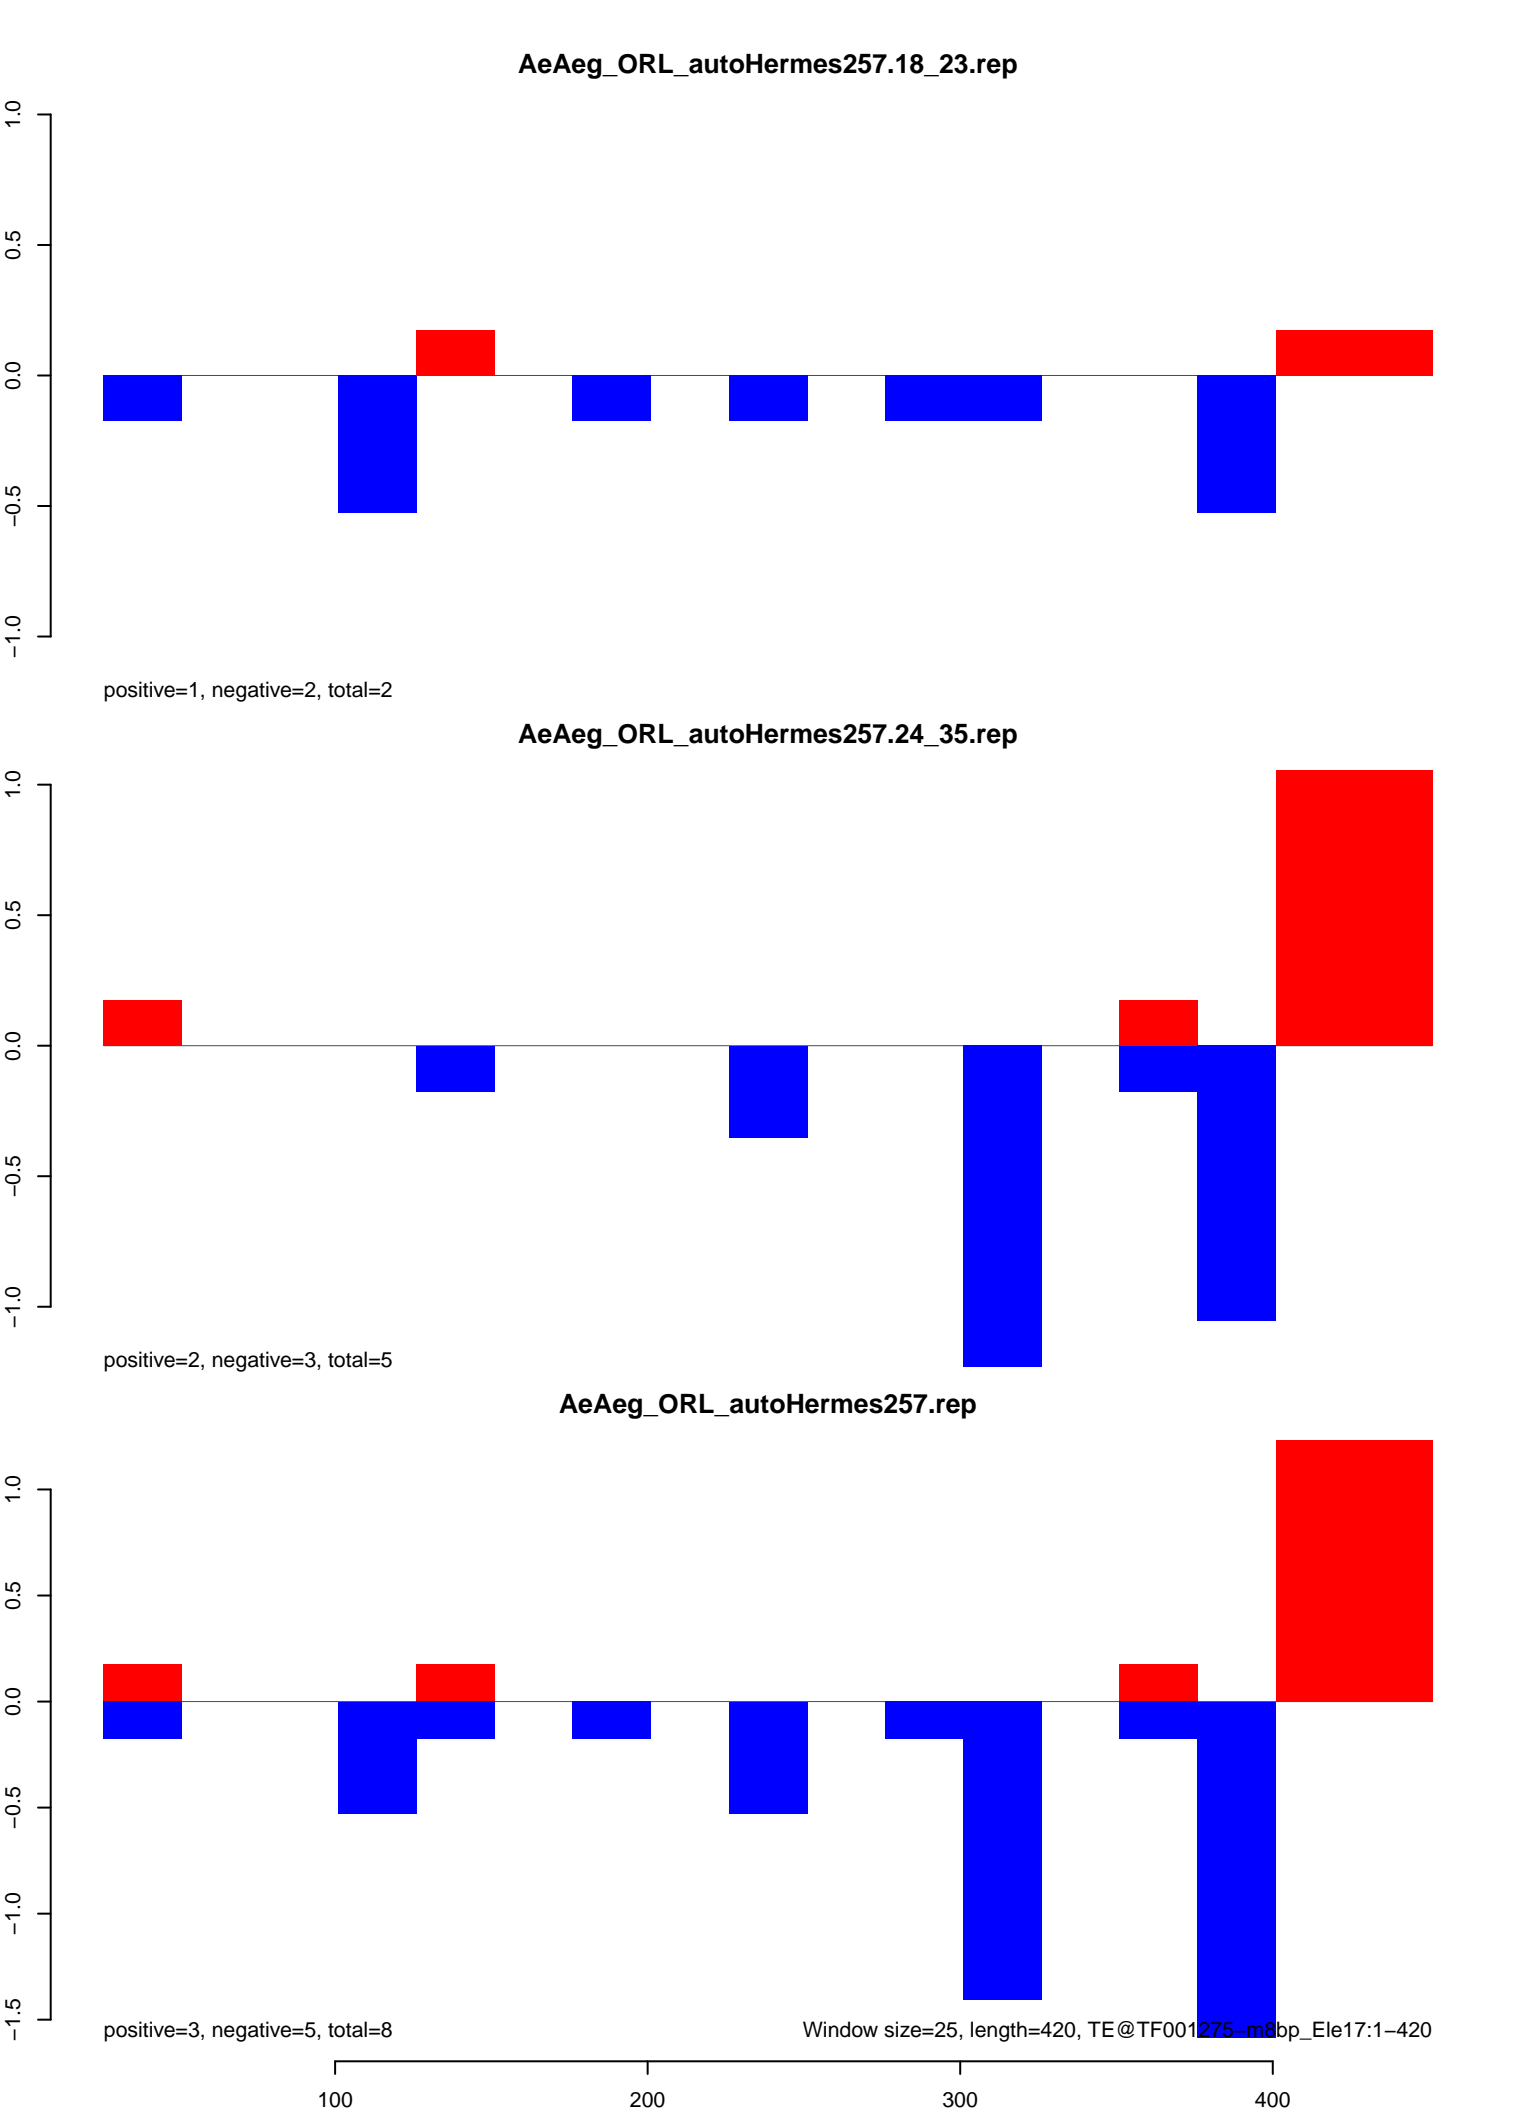 AeAeg_ORL_autoHermes257.18_23.rep
1.0
0.5
0.0
−0.5
−1.0
positive=1, negative=2, total=2
AeAeg_ORL_autoHermes257.24_35.rep
1.0
0.5
0.0
−0.5
−1.0
positive=2, negative=3, total=5
AeAeg_ORL_autoHermes257.rep
1.0
0.5
0.0
−0.5
−1.0
−1.5
positive=3, negative=5, total=8
Window size=25, length=420, TE@TF001275−m8bp_Ele17:1−420
100 200 300 400